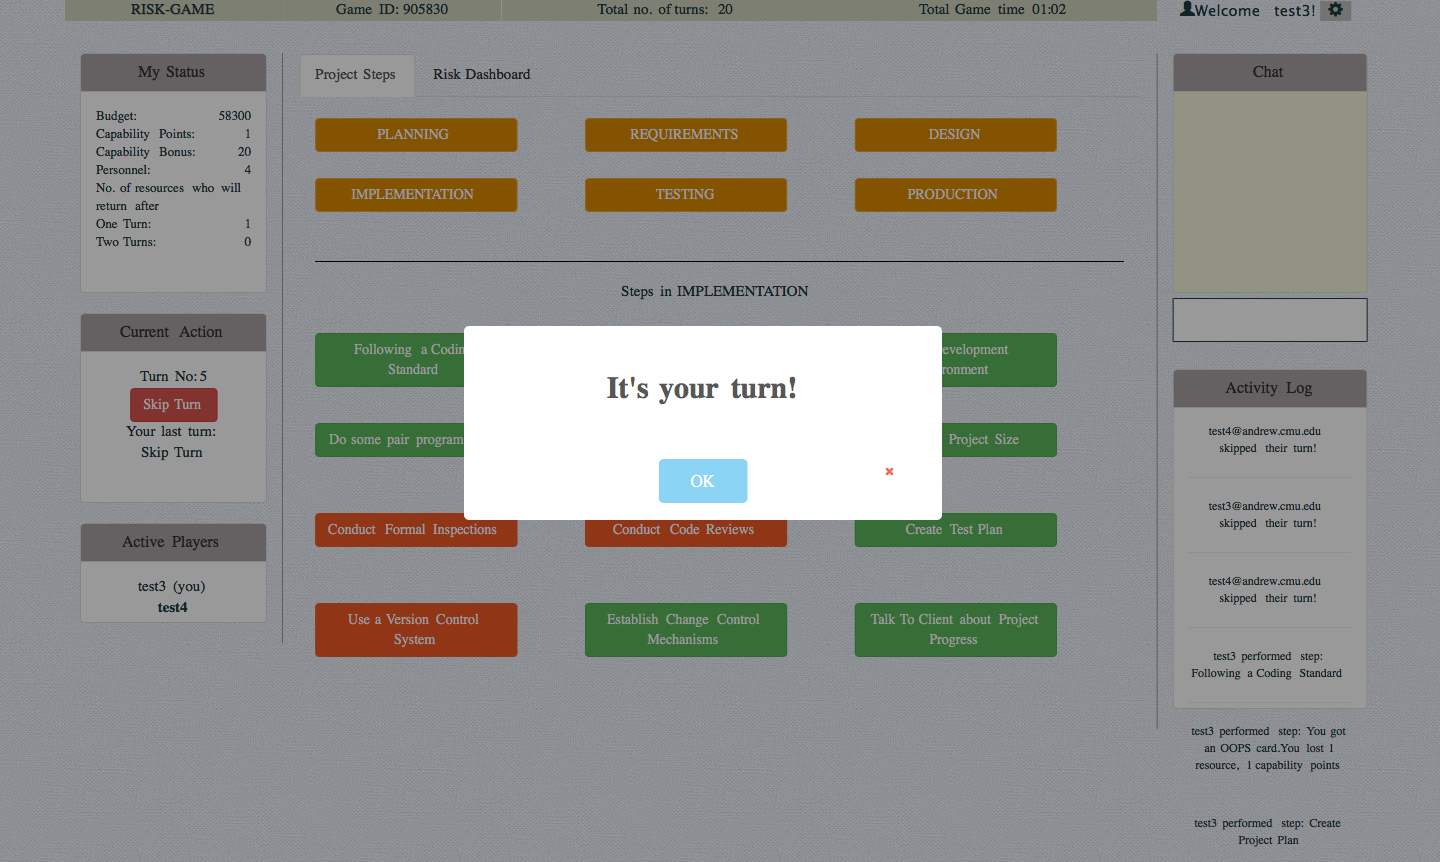 RISK-GAME
Game ID: 905830
Total no. of turns: 20
Total Game time 01:02
Welcome test3!
My Status
Budget: 58300
Capability Points: 1
Capability Bonus: 20
Personnel: 4
No. of resources who will
return after
One Turn: 1
Two Turns: 0
Current Action
Turn No: 5
Skip Turn
Your last turn:
Skip Turn
Active Players
test3 (you)
test4
Project Steps
Risk Dashboard
PLANNING
REQUIREMENTS
DESIGN
IMPLEMENTATION
TESTING
PRODUCTION
Steps in IMPLEMENTATION
Following a Codin
Standard
evelopment
ronment
Do some pair program
Project Size
It's your turn!
OK
Conduct Formal Inspections
Conduct Code Reviews
Create Test Plan
Use a Version Control
System
Establish Change Control
Mechanisms
Talk To Client about Project
Progress
Chat
Activity Log
test4@andrew.cmu.edu
skipped their turn!
test3@andrew.cmu.edu
skipped their turn!
test4@andrew.cmu.edu
skipped their turn!
test3 performed step:
Following a Coding Standard
test3 performed step: You got
an OOPS card.You lost 1
resource, 1 capability points
test3 performed step: Create
Project Plan